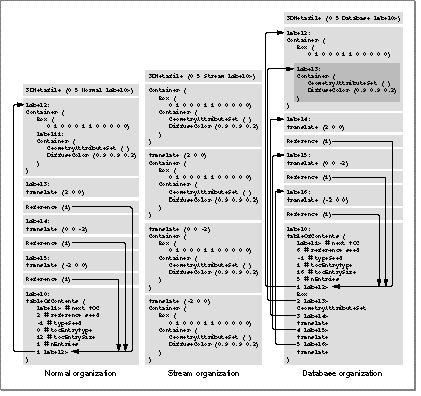 3DMetafile (0 5 Normal label0>)
label2:
Container (
Box (
0 1 0 0 0 1 1 0 0 0 0 0)
label11:
Container (
GeometryAttributeSet ( )
DiffuseColor (0.9 0.9 0.2)
)
)
label3:
translate (2 0 0)
Reference (1)
label4:
translate (0 0 -2)
Reference (1)
label5:
translate (-2 0 0)
Reference (1)
label0:
tableOfContents (
label1> # next TOC
2 # reference seed
-1 # typeSeed
0 # tocEntryType
12 # tocEntrySize
1 # nEntries
1 label2>
)
Normal organization
3DMetafile (0 5 Stream label0>)
Container (
Box (
0 1 0 0 0 1 1 0 0 0 0 0)
Container (
GeometryAttributeSet ( )
DiffuseColor (0.9 0.9 0.2)
)
)
translate (2 0 0)
Container (
Box (
0 1 0 0 0 1 1 0 0 0 0 0)
Container (
GeometryAttributeSet ( )
DiffuseColor (0.9 0.9 0.2)
)
)
translate (0 0 -2)
Container (
Box (
0 1 0 0 0 1 1 0 0 0 0 0)
Container (
GeometryAttributeSet ( )
DiffuseColor (0.9 0.9 0.2)
)
)
translate (-2 0 0)
Container (
Box (
0 1 0 0 0 1 1 0 0 0 0 0)
Container (
GeometryAttributeSet ( )
DiffuseColor (0.9 0.9 0.2)
)
)
Stream organization
3DMetafile (0 5 Database label0>)
label2:
Container (
Box (
0 1 0 0 0 1 1 0 0 0 0 0)
label3:
Container (
GeometryAttributeSet ( )
DiffuseColor (0.9 0.9 0.2)
)
)
label4:
translate (2 0 0)
Reference (1)
label5:
translate (0 0 -2)
Reference (1)
label6:
translate (-2 0 0)
Reference (1)
label0:
tableOfContents (
label1> # next TOC
6 # reference seed
-1 # typeSeed
1 # tocEntryType
16 # tocEntrySize
5 # nEntries
1 label2>
Box
2 label3>
GeometryAttributeSet
3 label4>
translate
4 label5>
translate
5 label6>
translate
)
Database organization